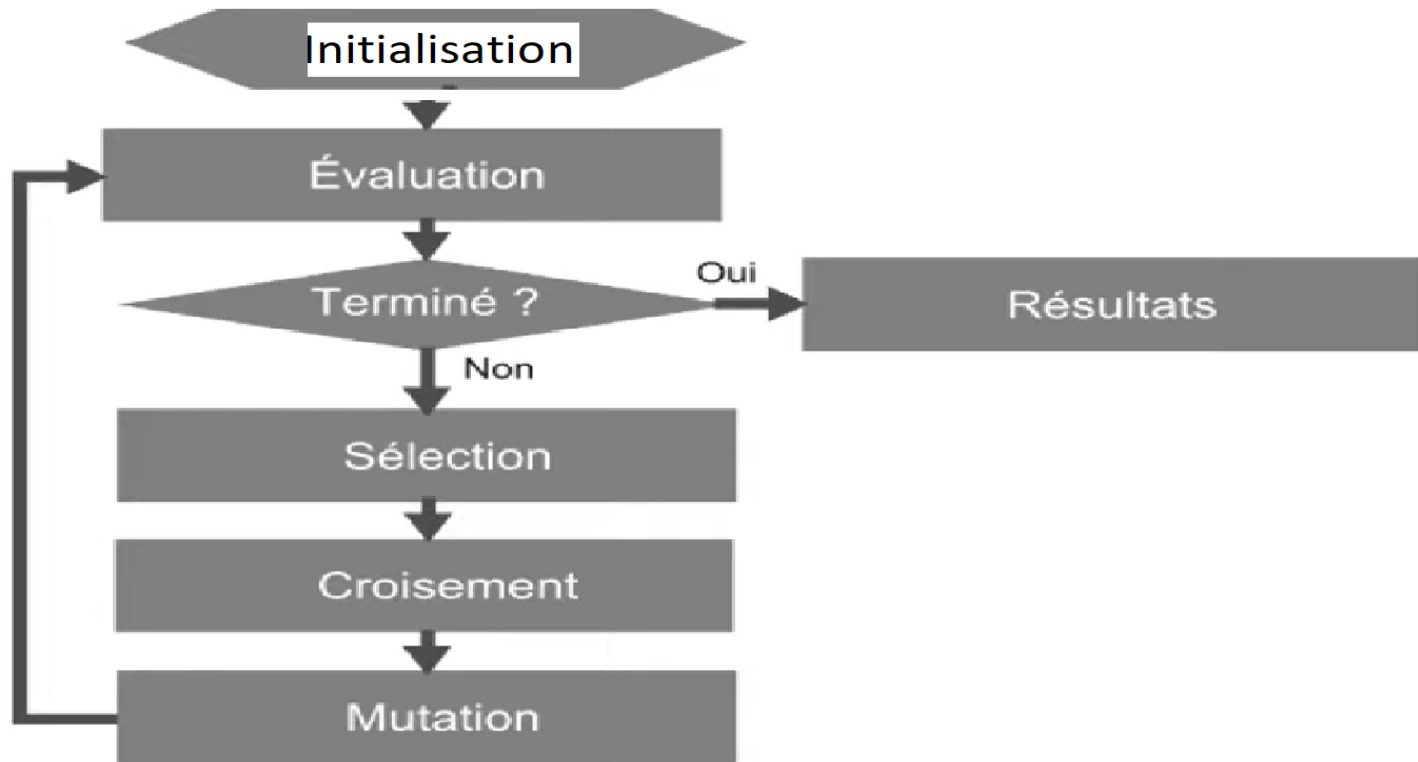 Initialisation
Évaluation
Terminé ?
Oui
Résultats
Non
Sélection
Croisement
Mutation